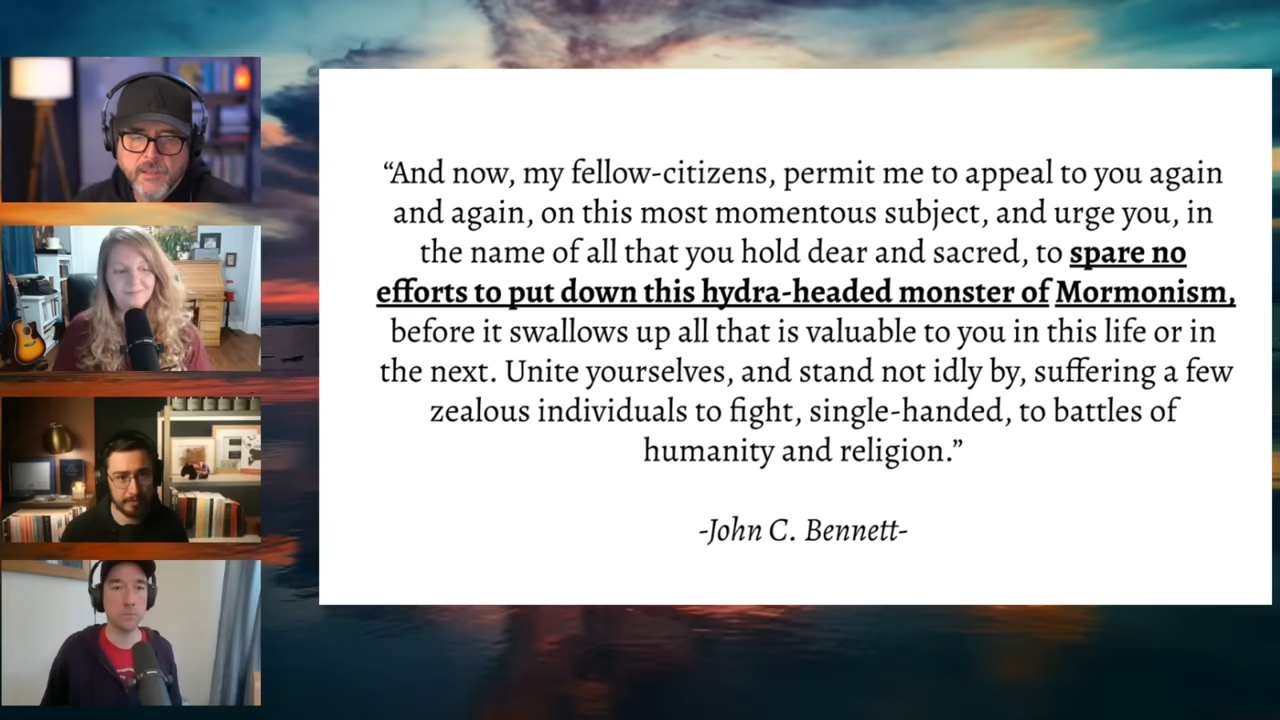 “And now, my fellow-citizens, permit me to appeal to you again
and again, on this most momentous subject, and urge you, in
the name of all that you hold dear and sacred, to spare no
efforts to put down this hydra-headed monster of Mormonism,
before it swallows up all that is valuable to you in this life or in
the next. Unite yourselves, and stand not idly by, suffering a few
zealous individuals to fight, single-handed, to battles of
humanity and religion.”
-John C. Bennett-